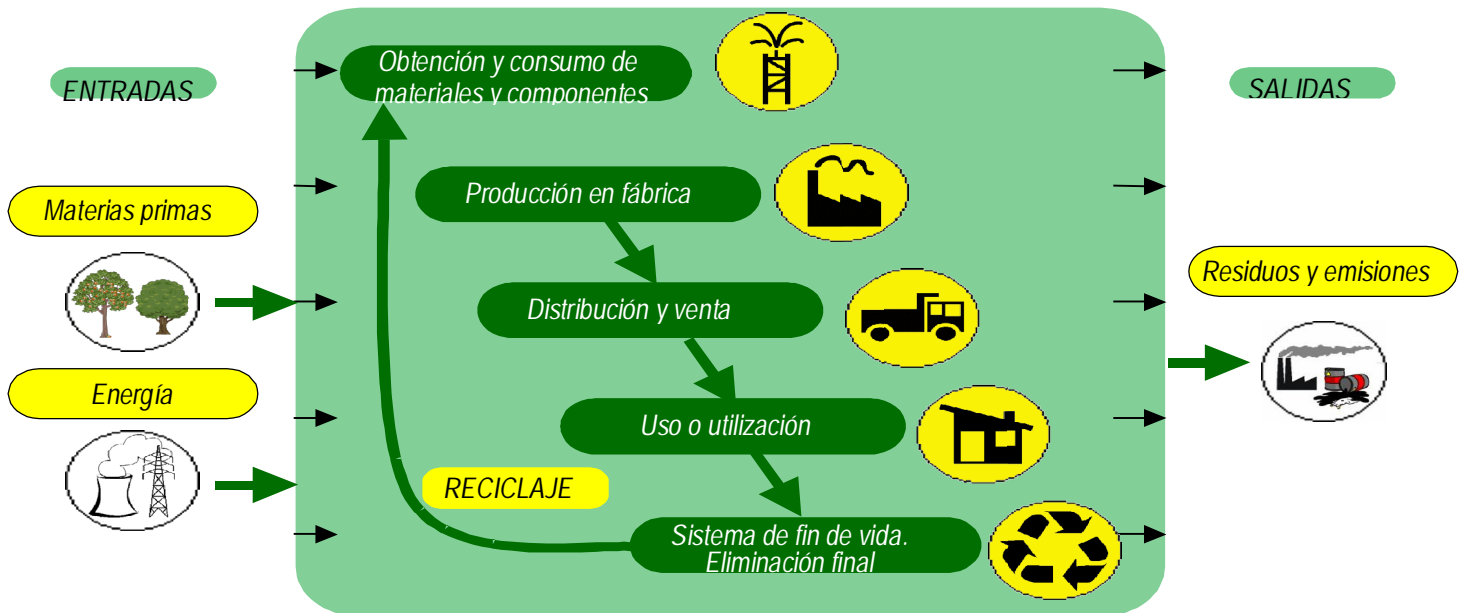 ENTRADAS
Materias primas
Energía
Obtención y consumo de
materiales y componentes
Producción en fábrica
Distribución y venta
Uso o utilización
RECICLAJE
Sistema de fin de vida.
Eliminación final
SALIDAS
Residuos y emisiones